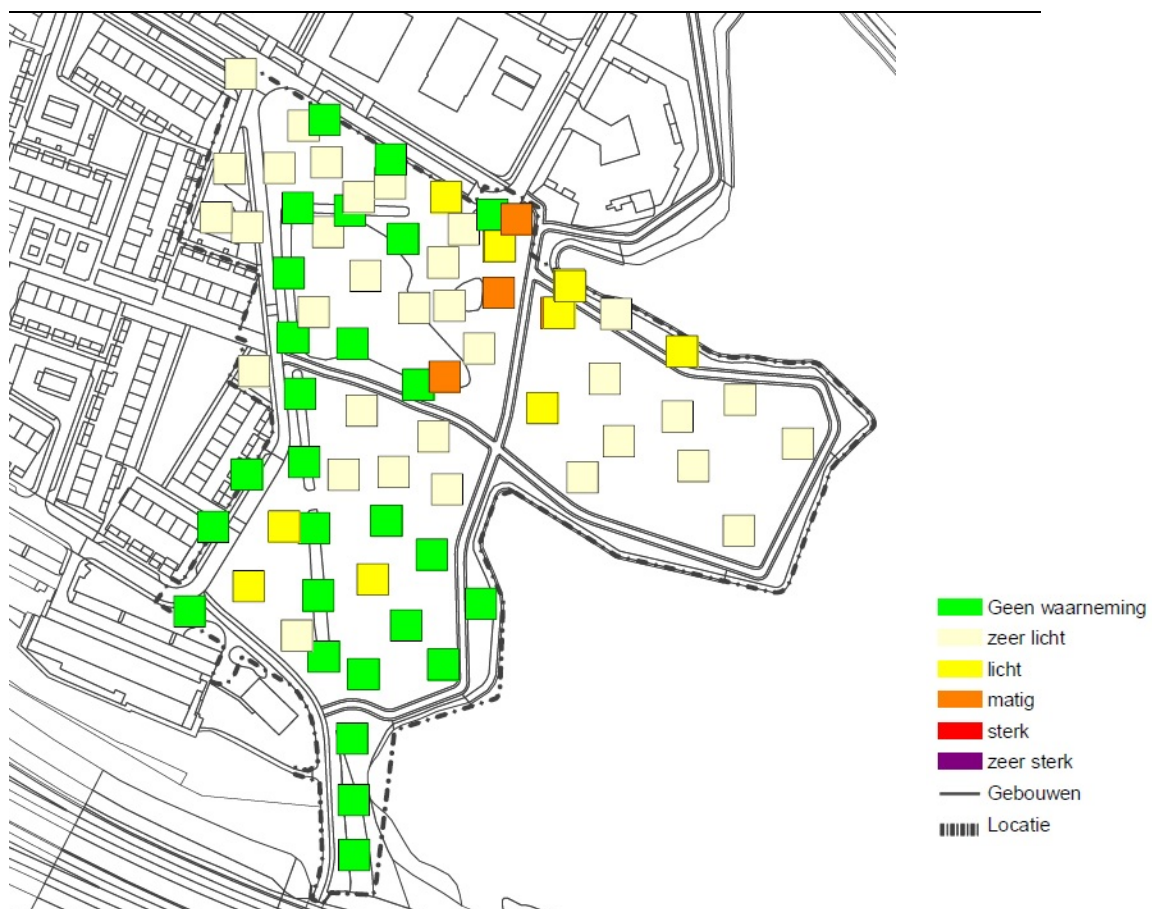 Geen waarneming
zeer licht
licht
matig
sterk
zeer sterk
Gebouwen
Locatie